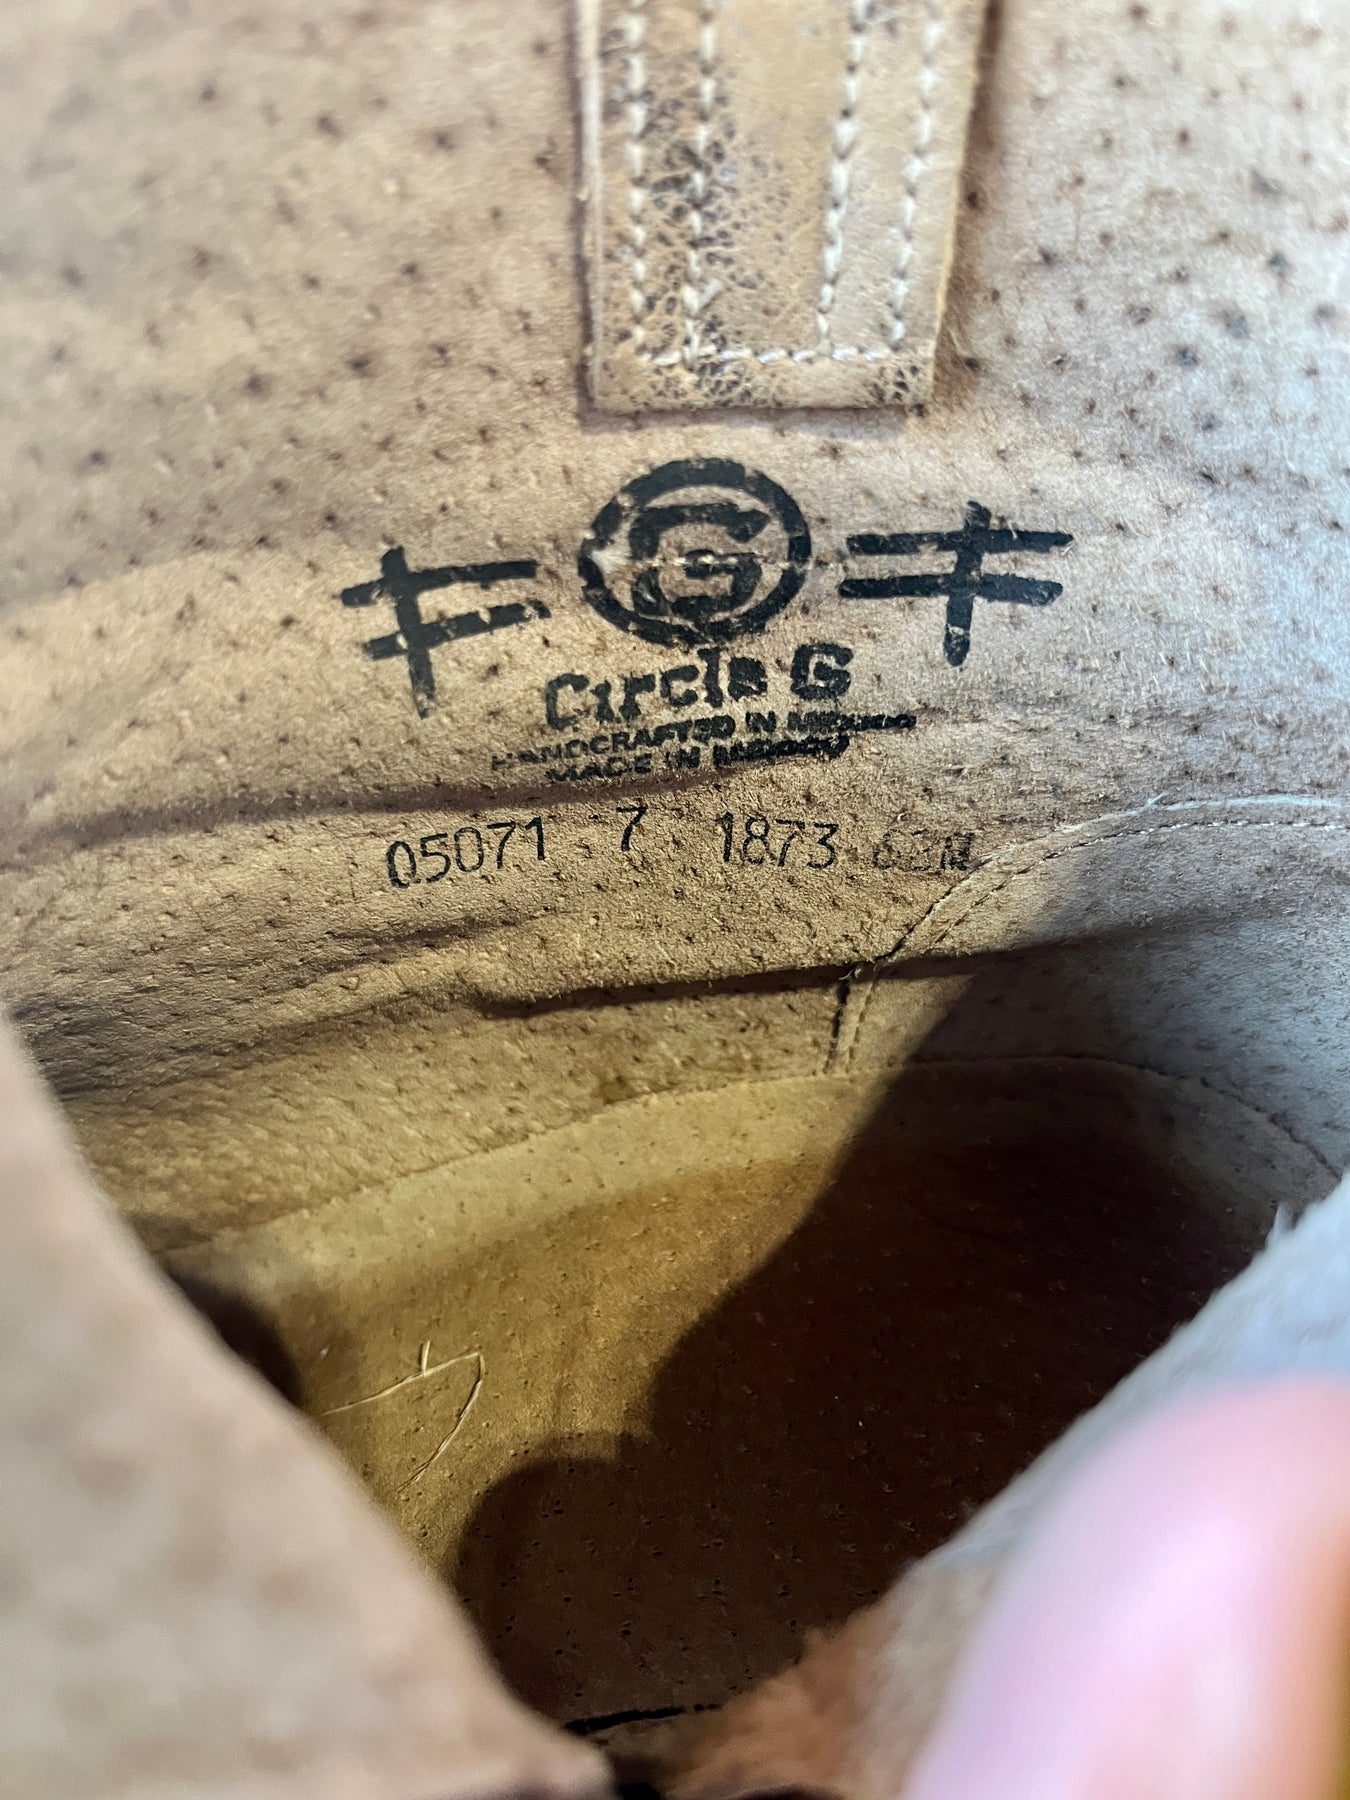 G
Circle G
HANDCRAFTED IN MEXICO
MADE IN MEXICO
05071 7 1873